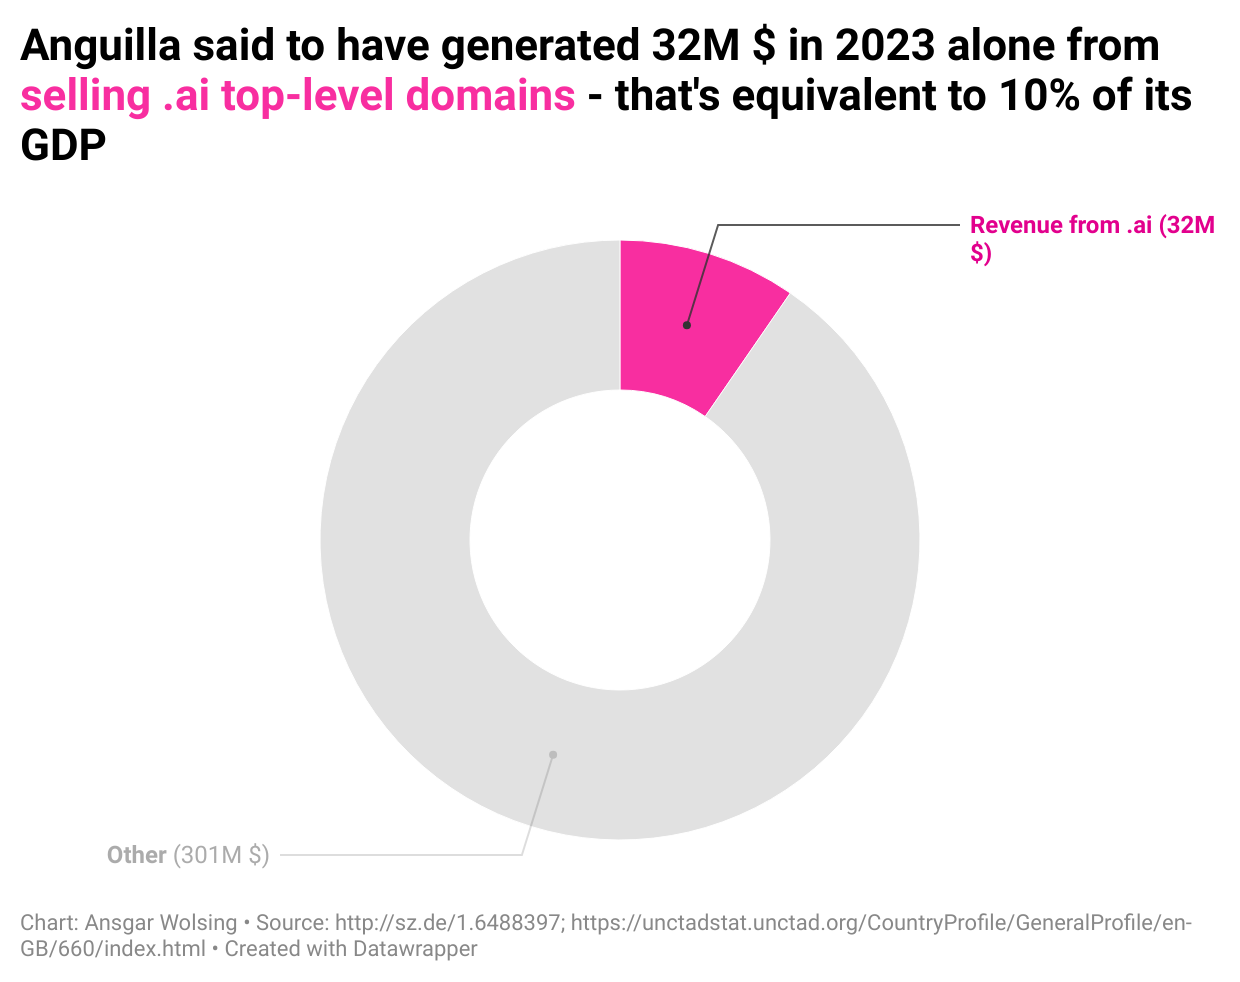 Anguilla said to have generated 32M $ in 2023 alone from
selling .ai top-level domains - that's equivalent to 10% of its
GDP
Revenue from .ai (32M
$)
Other (301M $)
Chart: Ansgar Wolsing • Source: http://sz.de/1.6488397; https://unctadstat.unctad.org/CountryProfile/GeneralProfile/en-
GB/660/index.html • Created with Datawrapper